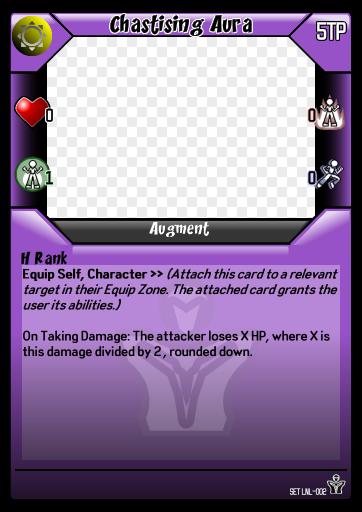 Chastising Aura
5TP
0
0
1
0
Augment
H Rank
Equip Self, Character >> (Attach this card to a relevant
target in their Equip Zone. The attached card grants the
user its abilities.)
On Taking Damage: The attacker loses X HP, where X is
this damage divided by 2, rounded down.
SET LNL-002